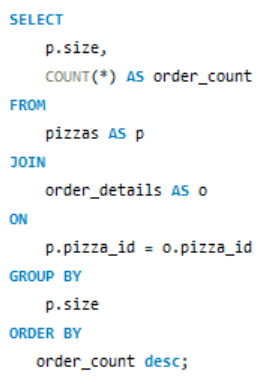 SELECT
    p.size,
    COUNT(*) AS order_count
FROM
    pizzas AS p
JOIN
    order_details AS o
ON
    p.pizza_id = o.pizza_id
GROUP BY
    p.size
ORDER BY
   order_count desc;